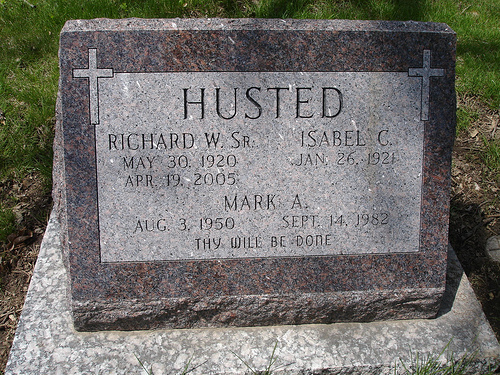 HUSTED
RICHARD W. SR. ISABEL C.
MAY 30, 1920 JAN. 26, 1921
APR. 19, 2005
MARK A.
AUG. 3, 1950 SEPT. 14, 1982
THY WILL BE DONE